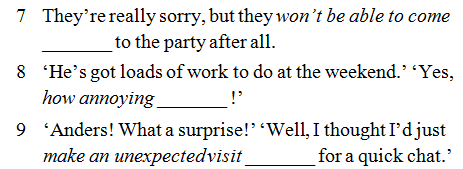 7 They’re really sorry, but they won’t be able to come
_______ to the party after all.
8 ‘He’s got loads of work to do at the weekend.’ ‘Yes,
how annoying _______ !’
9 ‘Anders! What a surprise!’ ‘Well, I thought I’d just
make an unexpectedvisit _______ for a quick chat.’